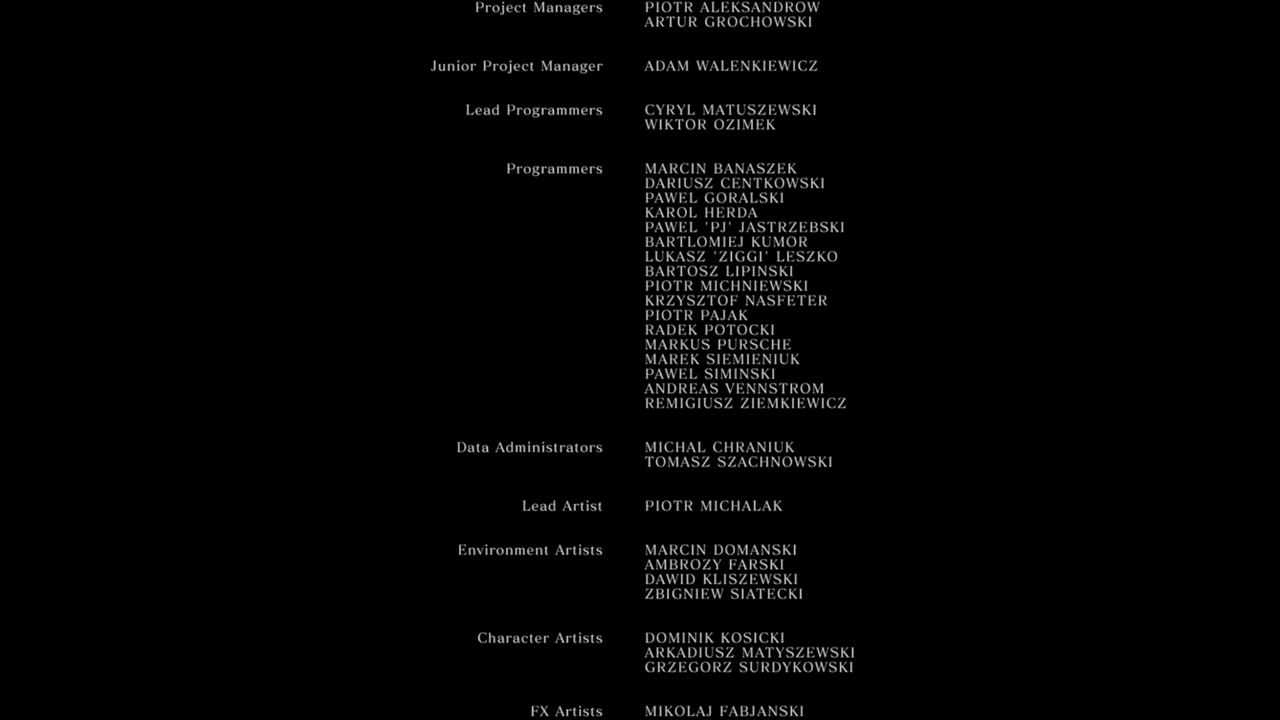 Project Managers PIOTR ALEKSANDROW
ARTUR GROCHOWSKI
Junior Project Manager ADAM WALENKIEWICZ
Lead Programmers CYRYL MATUSZEWSKI
WIKTOR OZIMEK
Programmers MARCIN BANASZEK
DARIUSZ CENTKOWSKI
PAWEL GORALSKI
KAROL HERDA
PAWEL 'PJ' JASTRZEBSKI
BARTLOMIEJ KUMOR
LUKASZ 'ZIGGI' LESZKO
BARTOSZ LIPINSKI
PIOTR MICHNIEWSKI
KRZYSZTOF NASFETER
PIOTR PAJAK
RADEK POTOCKI
MARKUS PURSCHE
MAREK SIEMIENIUK
PAWEL SIMINSKI
ANDREAS VENNSTROM
REMIGIUSZ ZIEMKIEWICZ
Data Administrators MICHAL CHRANIUK
TOMASZ SZACHNOWSKI
Lead Artist PIOTR MICHALAK
Environment Artists MARCIN DOMANSKI
AMBROZY FARSKI
DAWID KLISZEWSKI
ZBIGNIEW SIATECKI
Character Artists DOMINIK KOSICKI
ARKADIUSZ MATYSZEWSKI
GRZEGORZ SURDYKOWSKI
FX Artists MIKOLAJ FABJANSKI